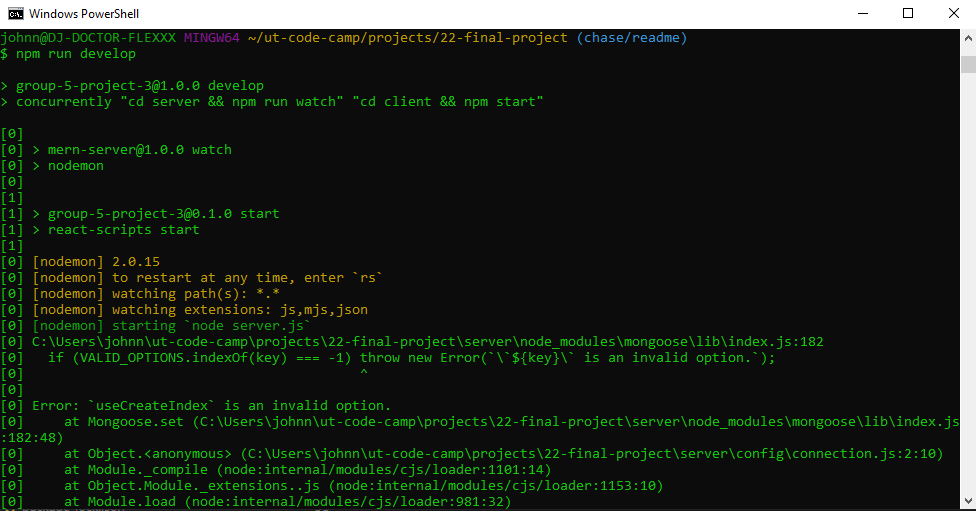 Windows PowerShell
johnn@DJ-DOCTOR-FLEXXX MINGW64 ~/ut-code-camp/projects/22-final-project (chase/readme)
$ npm run develop
> group-5-project-3@1.0.0 develop
> concurrently "cd server && npm run watch" "cd client && npm start"
[0]
[0] > mern-server@1.0.0 watch
[0] > nodemon
[0]
[1]
[1] > group-5-project-3@0.1.0 start
[1] > react-scripts start
[1]
[0] [nodemon] 2.0.15
[0] [nodemon] to restart at any time, enter `rs`
[0] [nodemon] watching path(s): *.*
[0] [nodemon] watching extensions: js,mjs,json
[0] [nodemon] starting `node server.js`
[0] C:\Users\johnn\ut-code-camp\projects\22-final-project\server\node_modules\mongoose\lib\index.js:182
[0]   if (VALID_OPTIONS.indexOf(key) === -1) throw new Error(`\`${key}\` is an invalid option.`);
[0]                                          ^
[0]
[0] Error: `useCreateIndex` is an invalid option.
[0]     at Mongoose.set (C:\Users\johnn\ut-code-camp\projects\22-final-project\server\node_modules\mongoose\lib\index.js
:182:48)
[0]     at Object.<anonymous> (C:\Users\johnn\ut-code-camp\projects\22-final-project\server\config\connection.js:2:10)
[0]     at Module._compile (node:internal/modules/cjs/loader:1101:14)
[0]     at Object.Module._extensions..js (node:internal/modules/cjs/loader:1153:10)
[0]     at Module.load (node:internal/modules/cjs/loader:981:32)